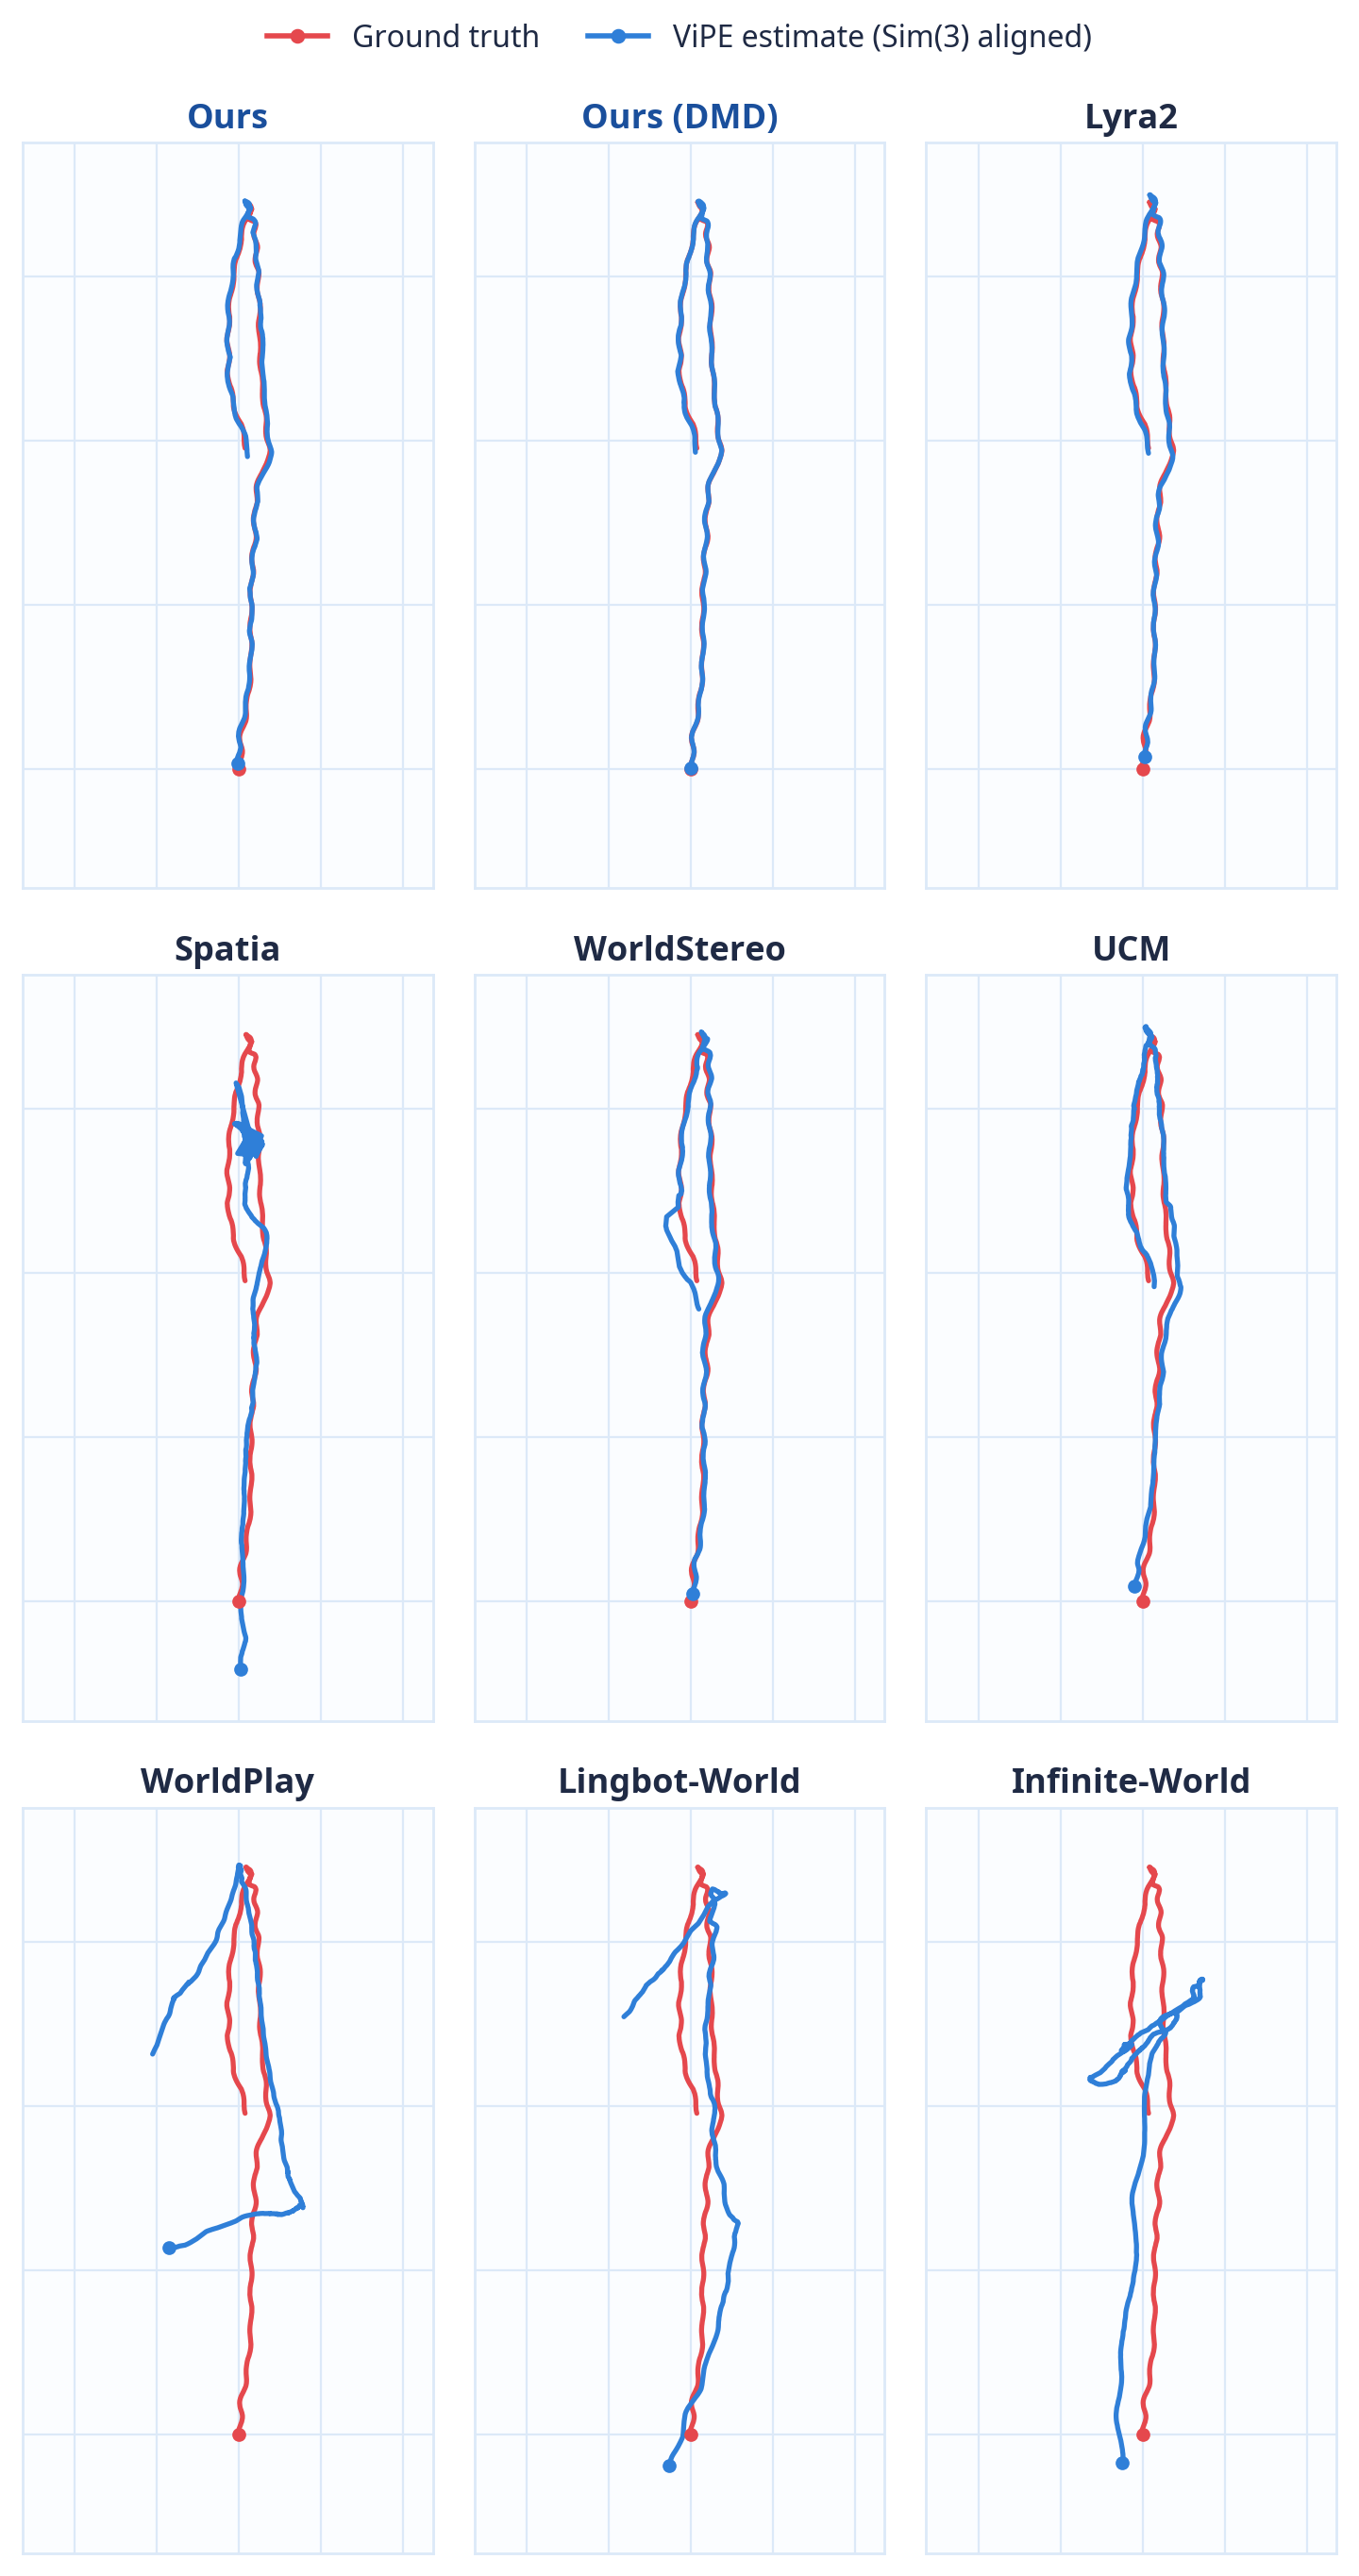 Ground truth
ViPE estimate (Sim(3) aligned)
Ours
Ours (DMD)
Lyra2
Spatia
WorldStereo
UCM
WorldPlay
Lingbot-World
Infinite-World